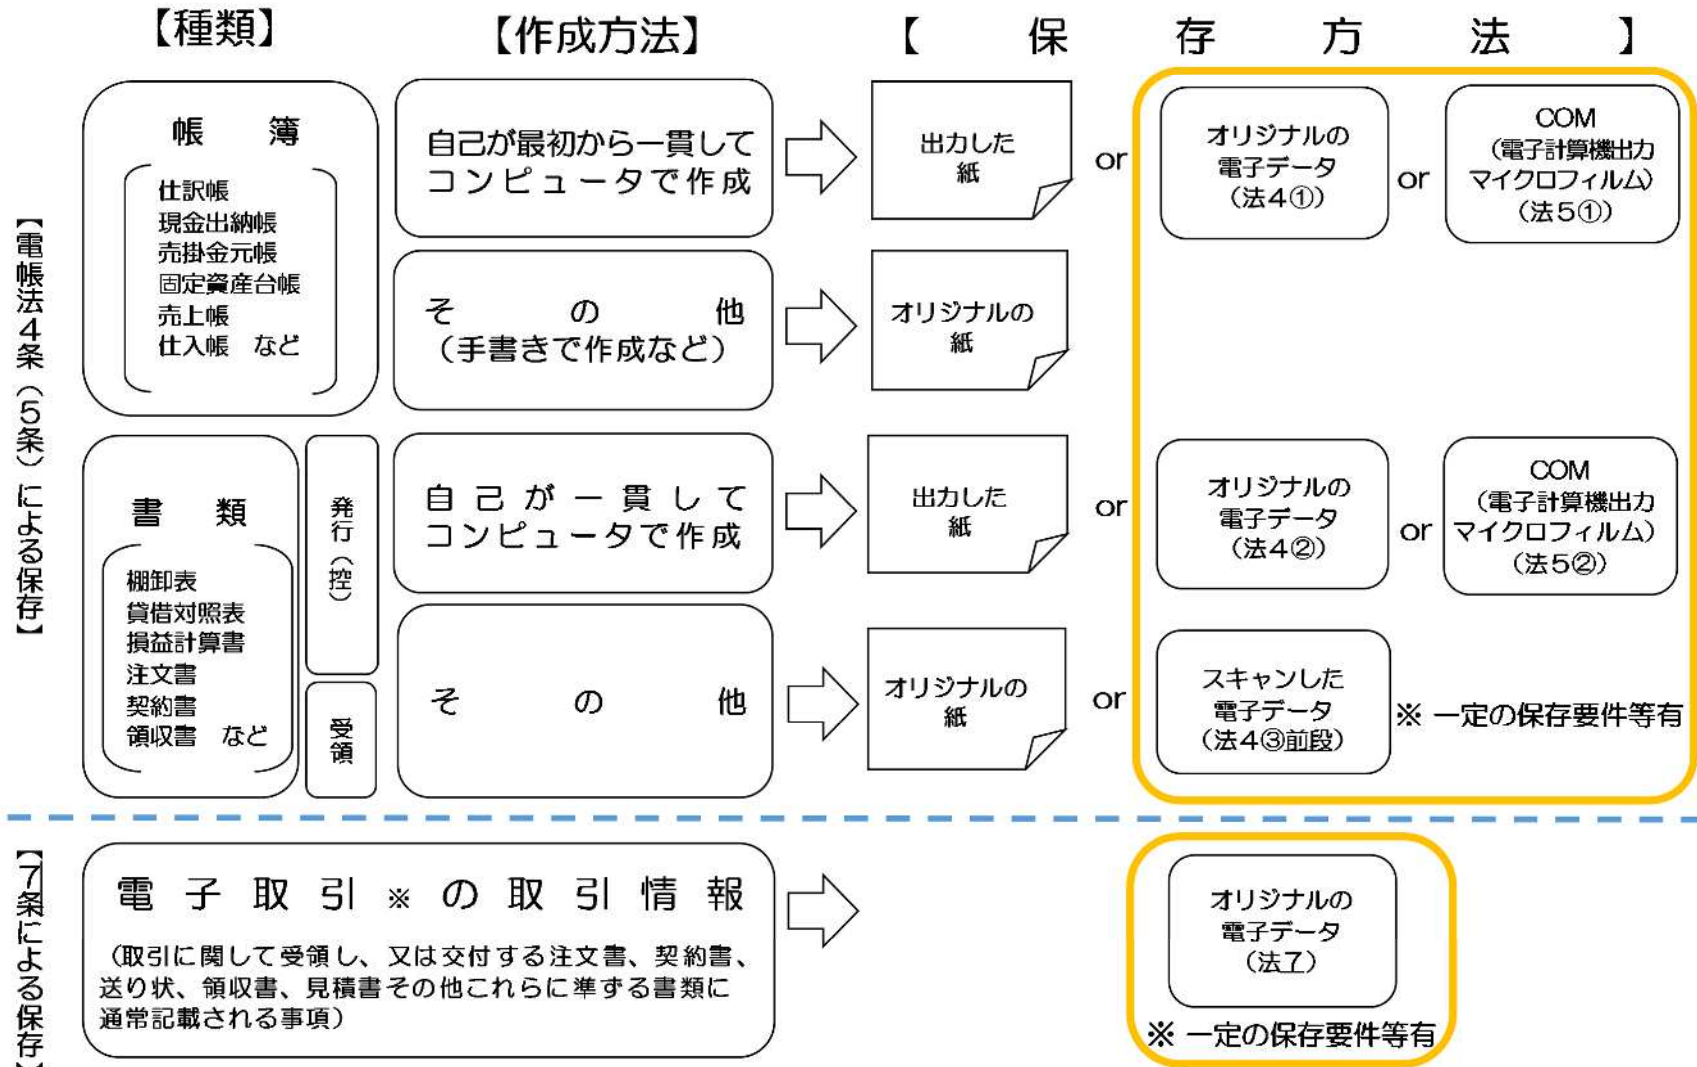 【種類】
【作成方法】
【保存方法】
【電帳法4条（5条）による保存】
帳簿
仕訳帳
現金出納帳
売掛金元帳
固定資産台帳
売上帳
仕入帳　など
自己が最初から一貫して
コンピュータで作成
出力した
紙
or
オリジナルの
電子データ
（法4①）
or
COM
（電子計算機出力
マイクロフィルム）
（法5①）
その他
（手書きで作成など）
オリジナルの
紙
書類
棚卸表
貸借対照表
損益計算書
注文書
契約書
領収書　など
発行（控）
受領
自己が一貫して
コンピュータで作成
出力した
紙
or
オリジナルの
電子データ
（法4②）
or
COM
（電子計算機出力
マイクロフィルム）
（法5②）
その他
オリジナルの
紙
or
スキャンした
電子データ
（法4③前段）
※ 一定の保存要件等有
【7条による保存】
電子取引※の取引情報
（取引に関して受領し、又は交付する注文書、契約書、
送り状、領収書、見積書その他これらに準ずる書類に
通常記載される事項）
オリジナルの
電子データ
（法7）
※ 一定の保存要件等有